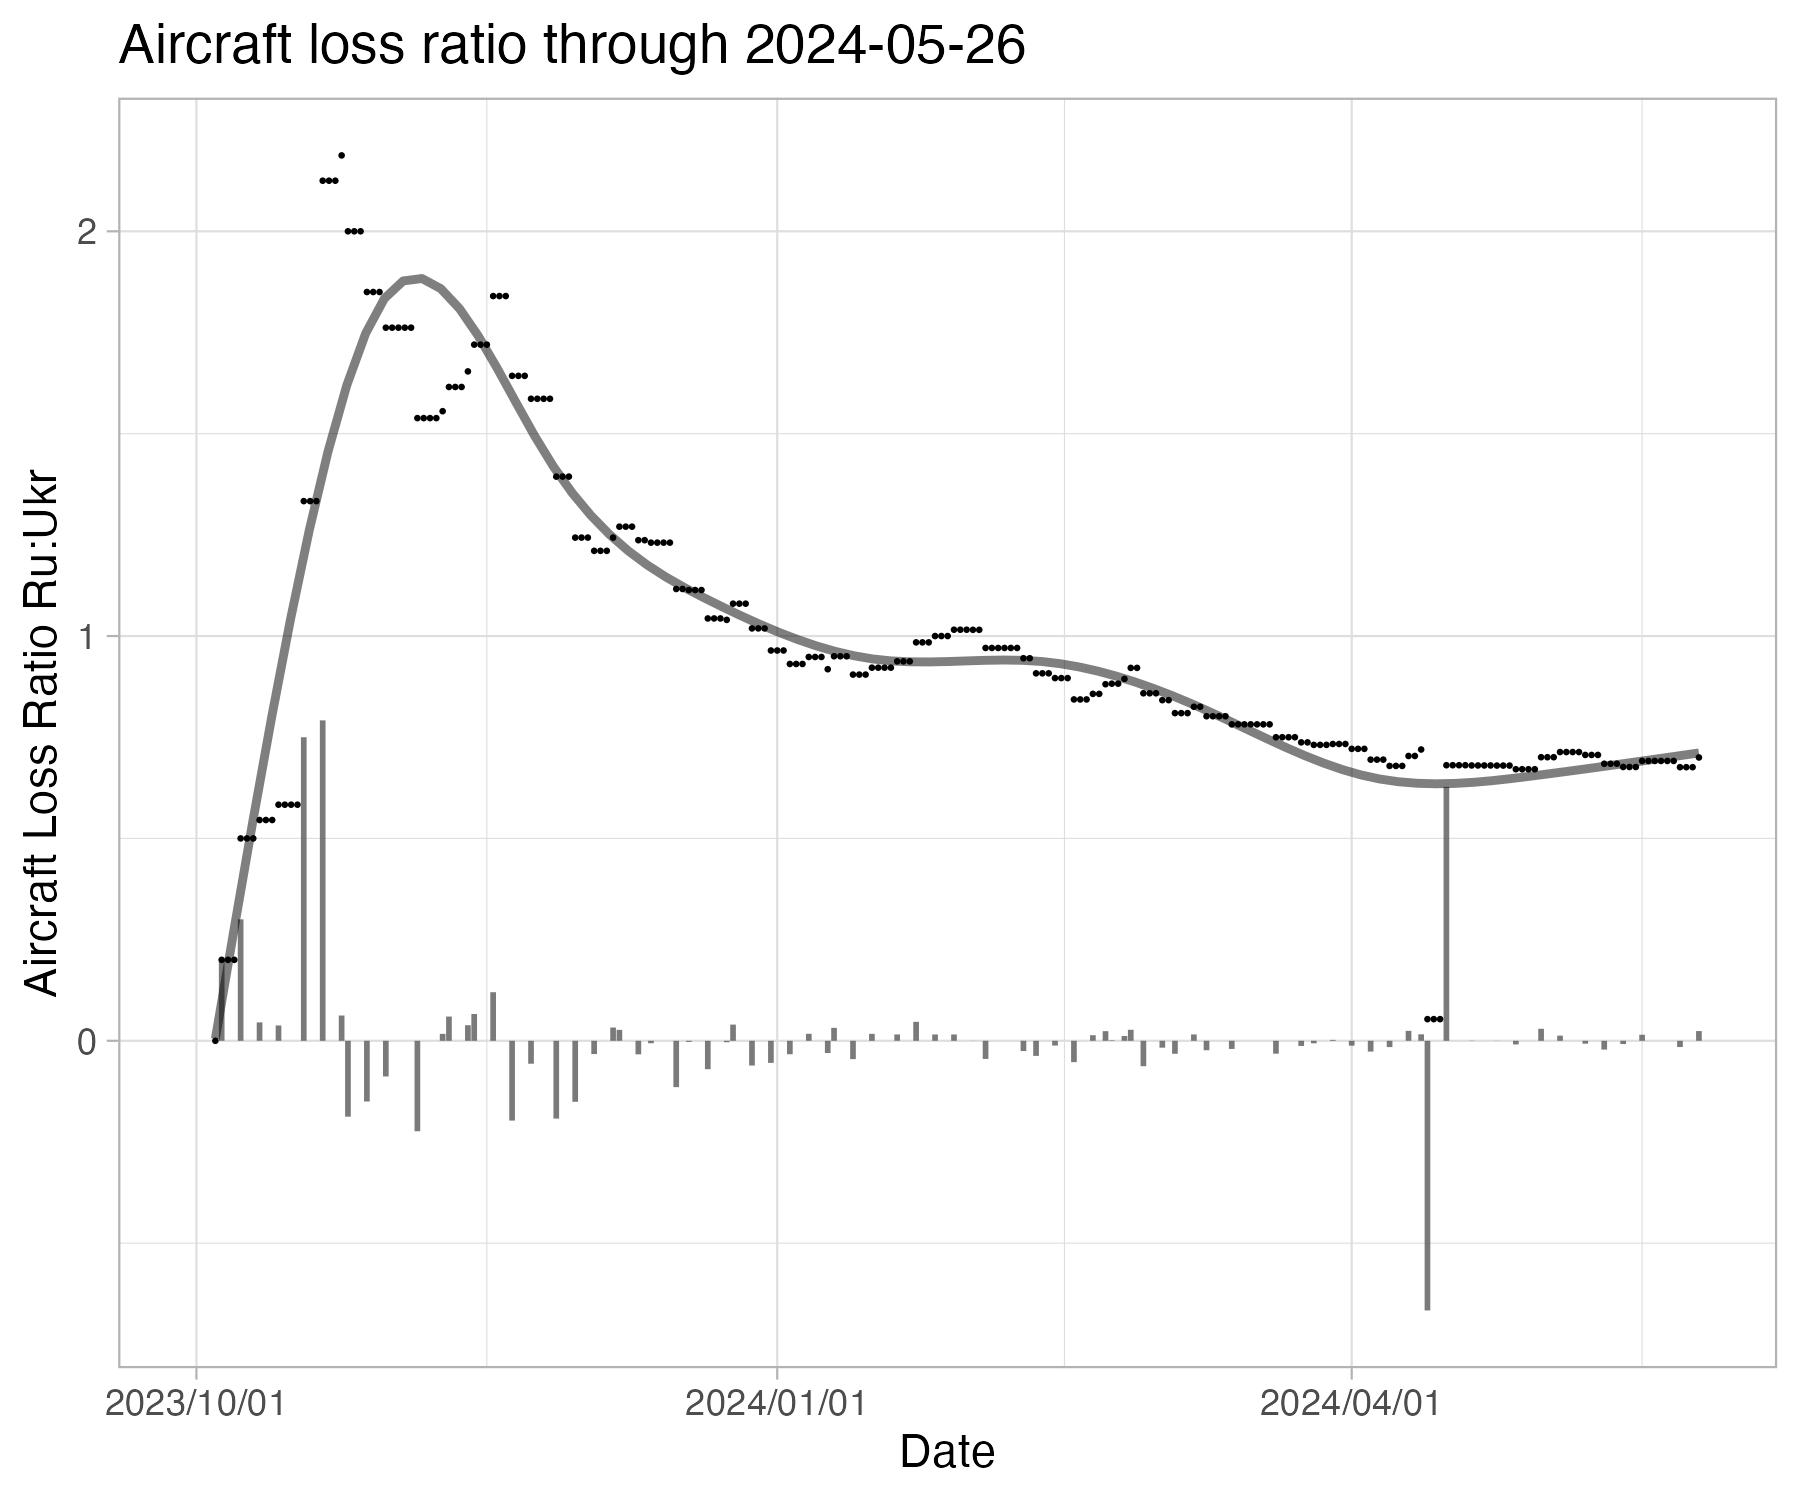 Aircraft loss ratio through 2024-05-26
Aircraft Loss Ratio Ru:Ukr
2
1
0
2023/10/01
2024/01/01
2024/04/01
Date